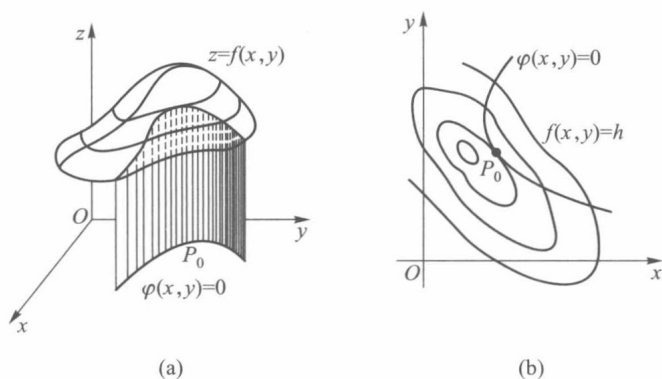 z
z=f(x,y)
O
y
P₀
φ(x,y)=0
x
(a)
y
φ(x,y)=0
f(x,y)=h
P₀
O
x
(b)